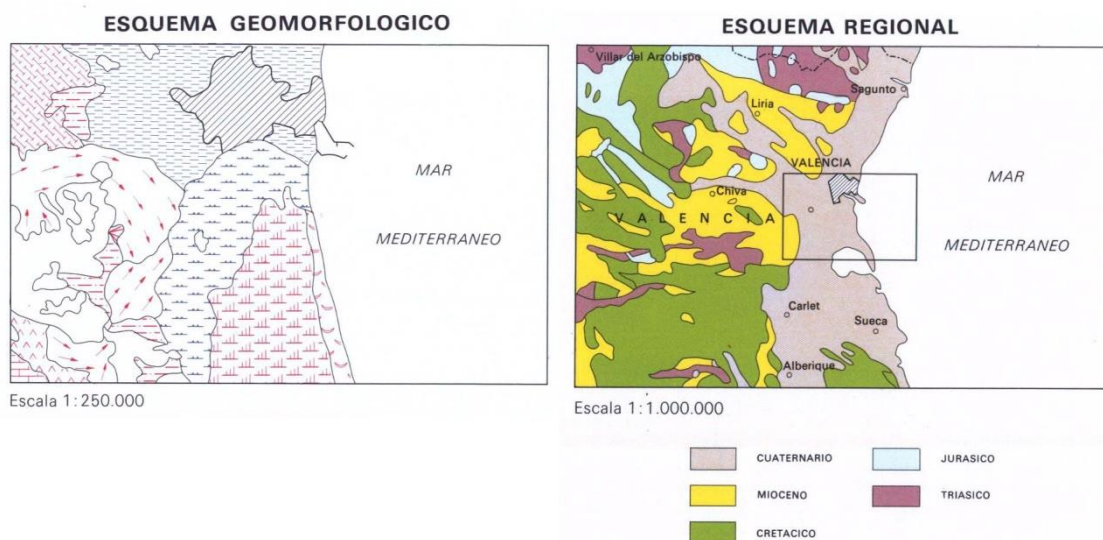 ESQUEMA GEOMORFOLOGICO
MAR
MEDITERRANEO
Escala 1:250.000
ESQUEMA REGIONAL
Villar del Arzobispo
Sagunto
Liria
VALENCIA
MAR
Chiva
VALENCIA
MEDITERRANEO
Carlet
Sueca
Alberique
Escala 1:1.000.000
CUATERNARIO
JURASICO
MIOCENO
TRIASICO
CRETACICO